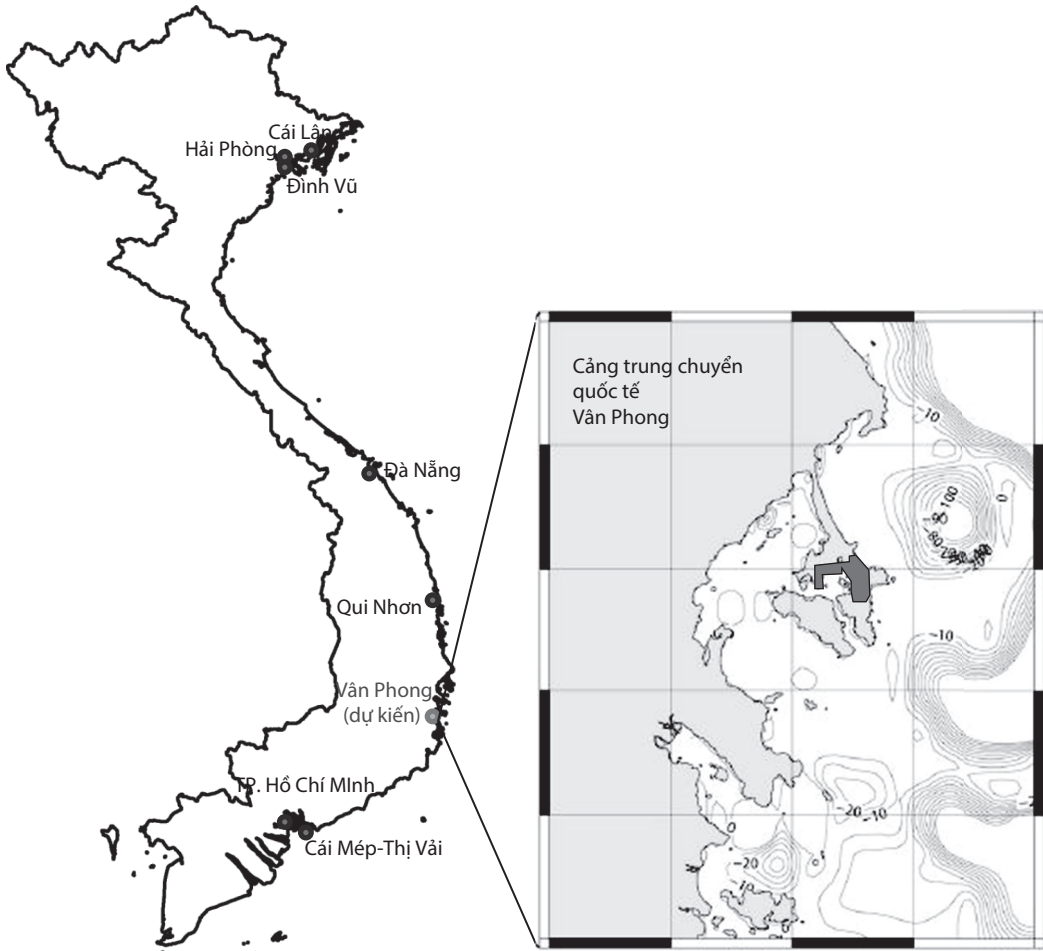 Cái Lân
Hải Phòng
Đình Vũ
Cảng trung chuyển
quốc tế
Vân Phong
Đà Nẵng
Qui Nhơn
Vân Phong
(dự kiến)
TP. Hồ Chí MInh
Cái Mép-Thị Vải
-10
0
100
-90
-80
-10
-20
-10
0
-20
-10